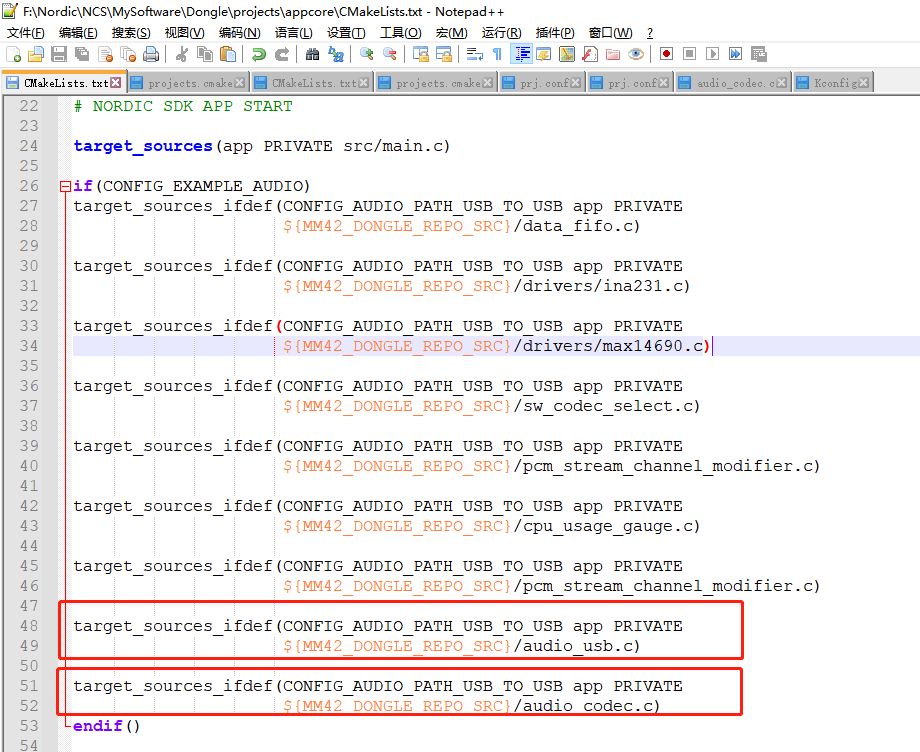 F:\Nordic\NCS\MySoftware\Dongle\projects\appcore\CMakeLists.txt - Notepad++
文件(F) 编辑(E) 搜索(S) 视图(V) 编码(N) 语言(L) 设置(T) 工具(O) 宏(M) 运行(R) 插件(P) 窗口(W) ?
CMakeLists.txt projects.cmake CMakeLists.txt projects.cmake prj.conf prj.conf audio_codec.c Kconfig
22 # NORDIC SDK APP START
23
24 target_sources(app PRIVATE src/main.c)
25
26 if(CONFIG_EXAMPLE_AUDIO)
27 target_sources_ifdef(CONFIG_AUDIO_PATH_USB_TO_USB app PRIVATE
28 ${MM42_DONGLE_REPO_SRC}/data_fifo.c)
29
30 target_sources_ifdef(CONFIG_AUDIO_PATH_USB_TO_USB app PRIVATE
31 ${MM42_DONGLE_REPO_SRC}/drivers/ina231.c)
32
33 target_sources_ifdef(CONFIG_AUDIO_PATH_USB_TO_USB app PRIVATE
34 ${MM42_DONGLE_REPO_SRC}/drivers/max14690.c)
35
36 target_sources_ifdef(CONFIG_AUDIO_PATH_USB_TO_USB app PRIVATE
37 ${MM42_DONGLE_REPO_SRC}/sw_codec_select.c)
38
39 target_sources_ifdef(CONFIG_AUDIO_PATH_USB_TO_USB app PRIVATE
40 ${MM42_DONGLE_REPO_SRC}/pcm_stream_channel_modifier.c)
41
42 target_sources_ifdef(CONFIG_AUDIO_PATH_USB_TO_USB app PRIVATE
43 ${MM42_DONGLE_REPO_SRC}/cpu_usage_gauge.c)
44
45 target_sources_ifdef(CONFIG_AUDIO_PATH_USB_TO_USB app PRIVATE
46 ${MM42_DONGLE_REPO_SRC}/pcm_stream_channel_modifier.c)
47
48 target_sources_ifdef(CONFIG_AUDIO_PATH_USB_TO_USB app PRIVATE
49 ${MM42_DONGLE_REPO_SRC}/audio_usb.c)
50
51 target_sources_ifdef(CONFIG_AUDIO_PATH_USB_TO_USB app PRIVATE
52 ${MM42_DONGLE_REPO_SRC}/audio_codec.c)
53 endif()
54